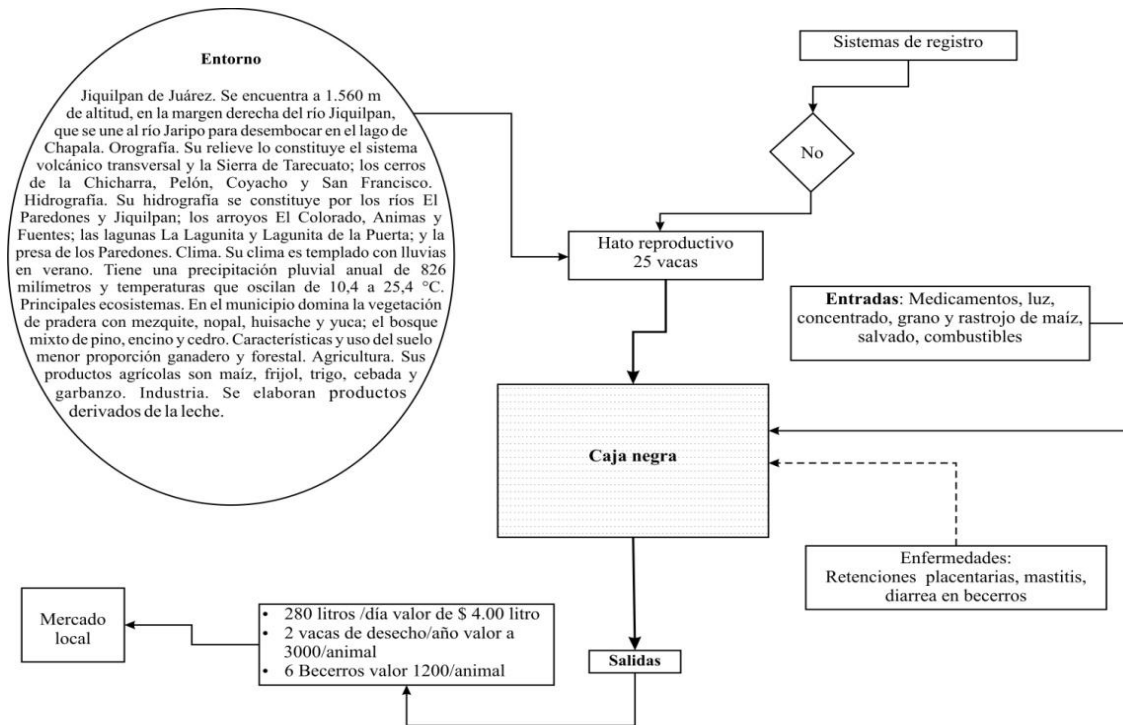 Entorno
Jiquilpan de Juárez. Se encuentra a 1.560 m
de altitud, en la margen derecha del río Jiquilpan,
que se une al río Jaripo para desembocar en el lago de
Chapala. Orografía. Su relieve lo constituye el sistema
volcánico transversal y la Sierra de Tarecuato; los cerros
de la Chicharra, Pelón, Coyacho y San Francisco.
Hidrografía. Su hidrografía se constituye por los ríos El
Paredones y Jiquilpan; los arroyos El Colorado, Animas y
Fuentes; las lagunas La Lagunita y Lagunita de la Puerta; y la
presa de los Paredones. Clima. Su clima es templado con lluvias
en verano. Tiene una precipitación pluvial anual de 826
milímetros y temperaturas que oscilan de 10,4 a 25,4 °C.
Principales ecosistemas. En el municipio domina la vegetación
de pradera con mezquite, nopal, huisache y yuca; el bosque
mixto de pino, encino y cedro. Características y uso del suelo
menor proporción ganadero y forestal. Agricultura. Sus
productos agrícolas son maíz, frijol, trigo, cebada y
garbanzo. Industria. Se elaboran productos
derivados de la leche.
Sistemas de registro
No
Hato reproductivo
25 vacas
Entradas: Medicamentos, luz,
concentrado, grano y rastrojo de maíz,
salvado, combustibles
Caja negra
Enfermedades:
Retenciones placentarias, mastitis,
diarrea en becerros
Salidas
• 280 litros /día valor de $ 4.00 litro
• 2 vacas de desecho/año valor a
3000/animal
• 6 Becerros valor 1200/animal
Mercado
local